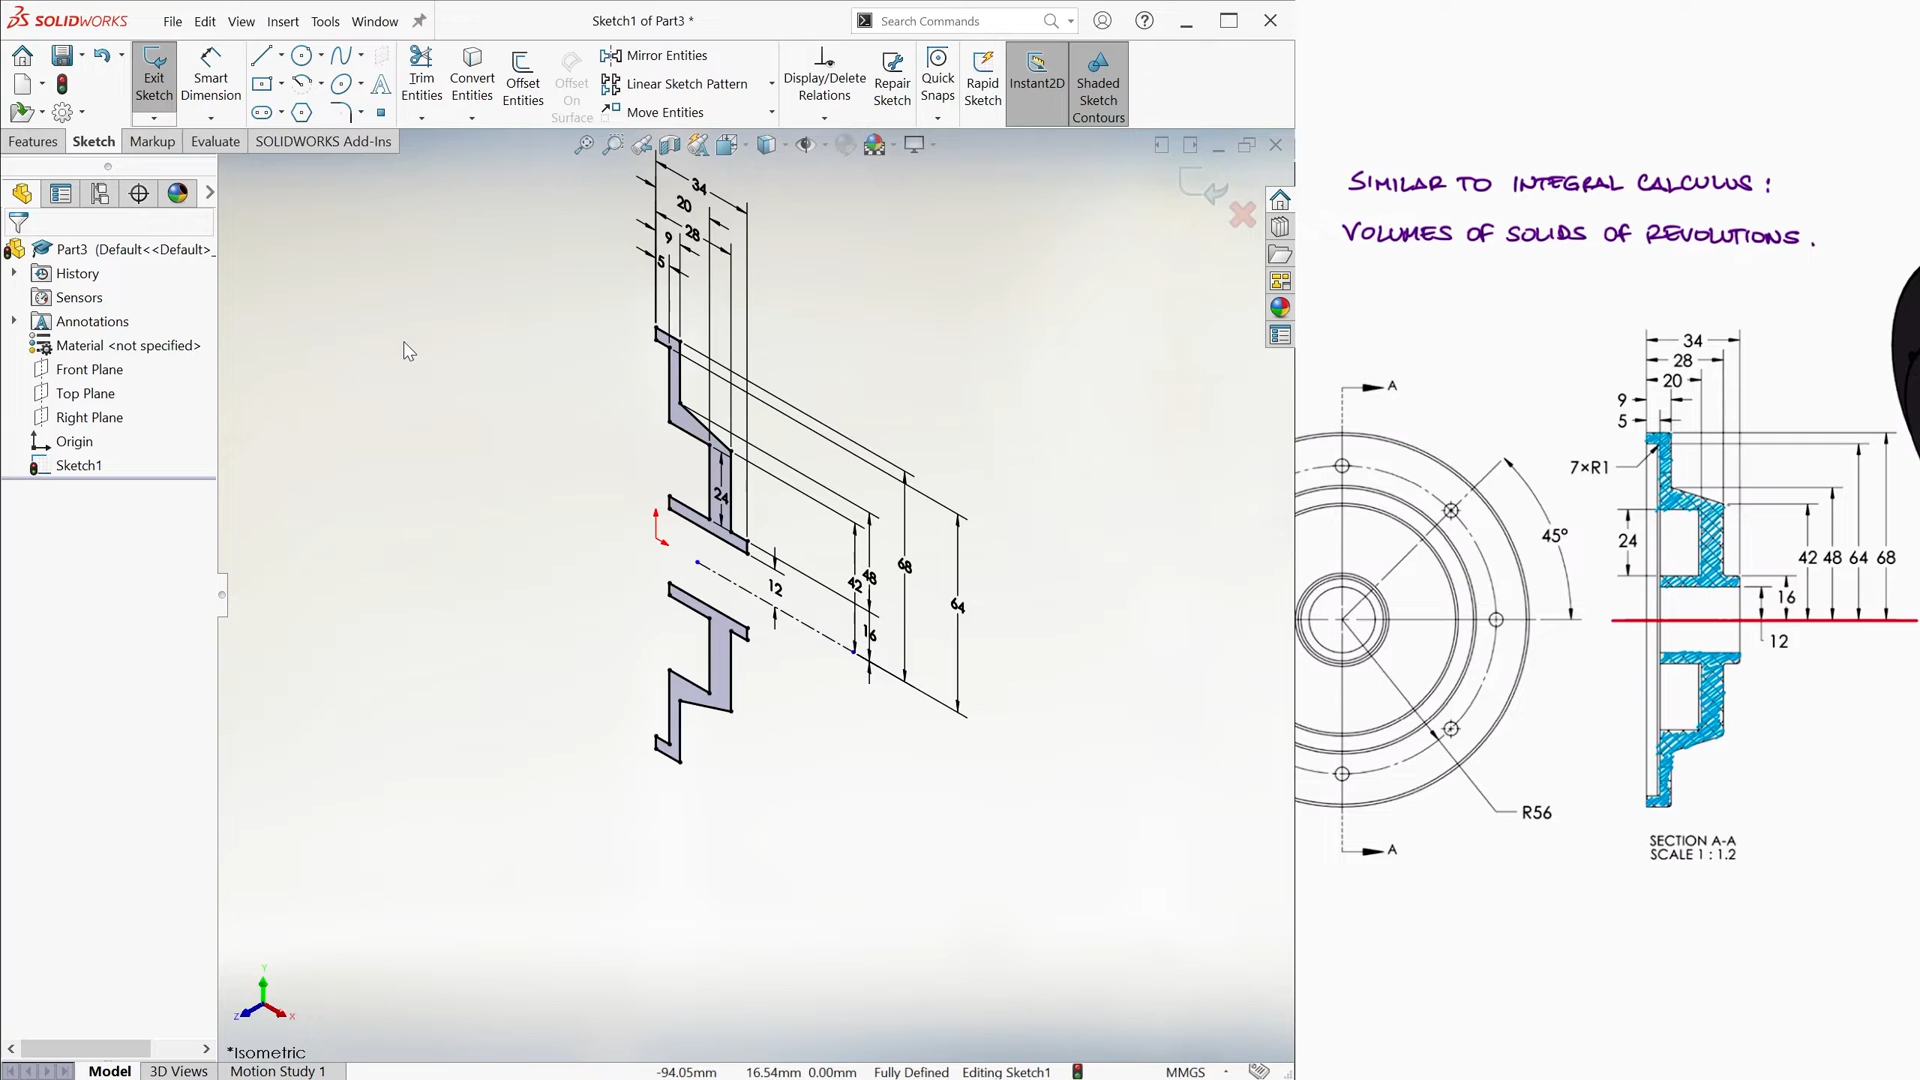 SOLIDWORKS File Edit View Insert Tools Window Sketch1 of Part3 * Search Commands
Exit Sketch
Smart Dimension
Trim Entities
Convert Entities
Offset Entities
Offset On Surface
Mirror Entities
Linear Sketch Pattern
Move Entities
Display/Delete Relations
Repair Sketch
Quick Snaps
Rapid Sketch
Instant2D
Shaded Sketch Contours
Features Sketch Markup Evaluate SOLIDWORKS Add-Ins
Part3 (Default<<Default>_
History
Sensors
Annotations
Material <not specified>
Front Plane
Top Plane
Right Plane
Origin
Sketch1
34
20
28
9
5
24
12
42
48
68
64
16
Y
Z
X
*Isometric
Model 3D Views Motion Study 1
-94.05mm 16.54mm 0.00mm Fully Defined Editing Sketch1 MMGS
SIMILAR TO INTEGRAL CALCULUS:
VOLUMES OF SOLIDS OF REVOLUTIONS.
A
45°
R56
A
34
28
20
9
5
7×R1
24
42 48 64 68
16
12
SECTION A-A
SCALE 1 : 1.2